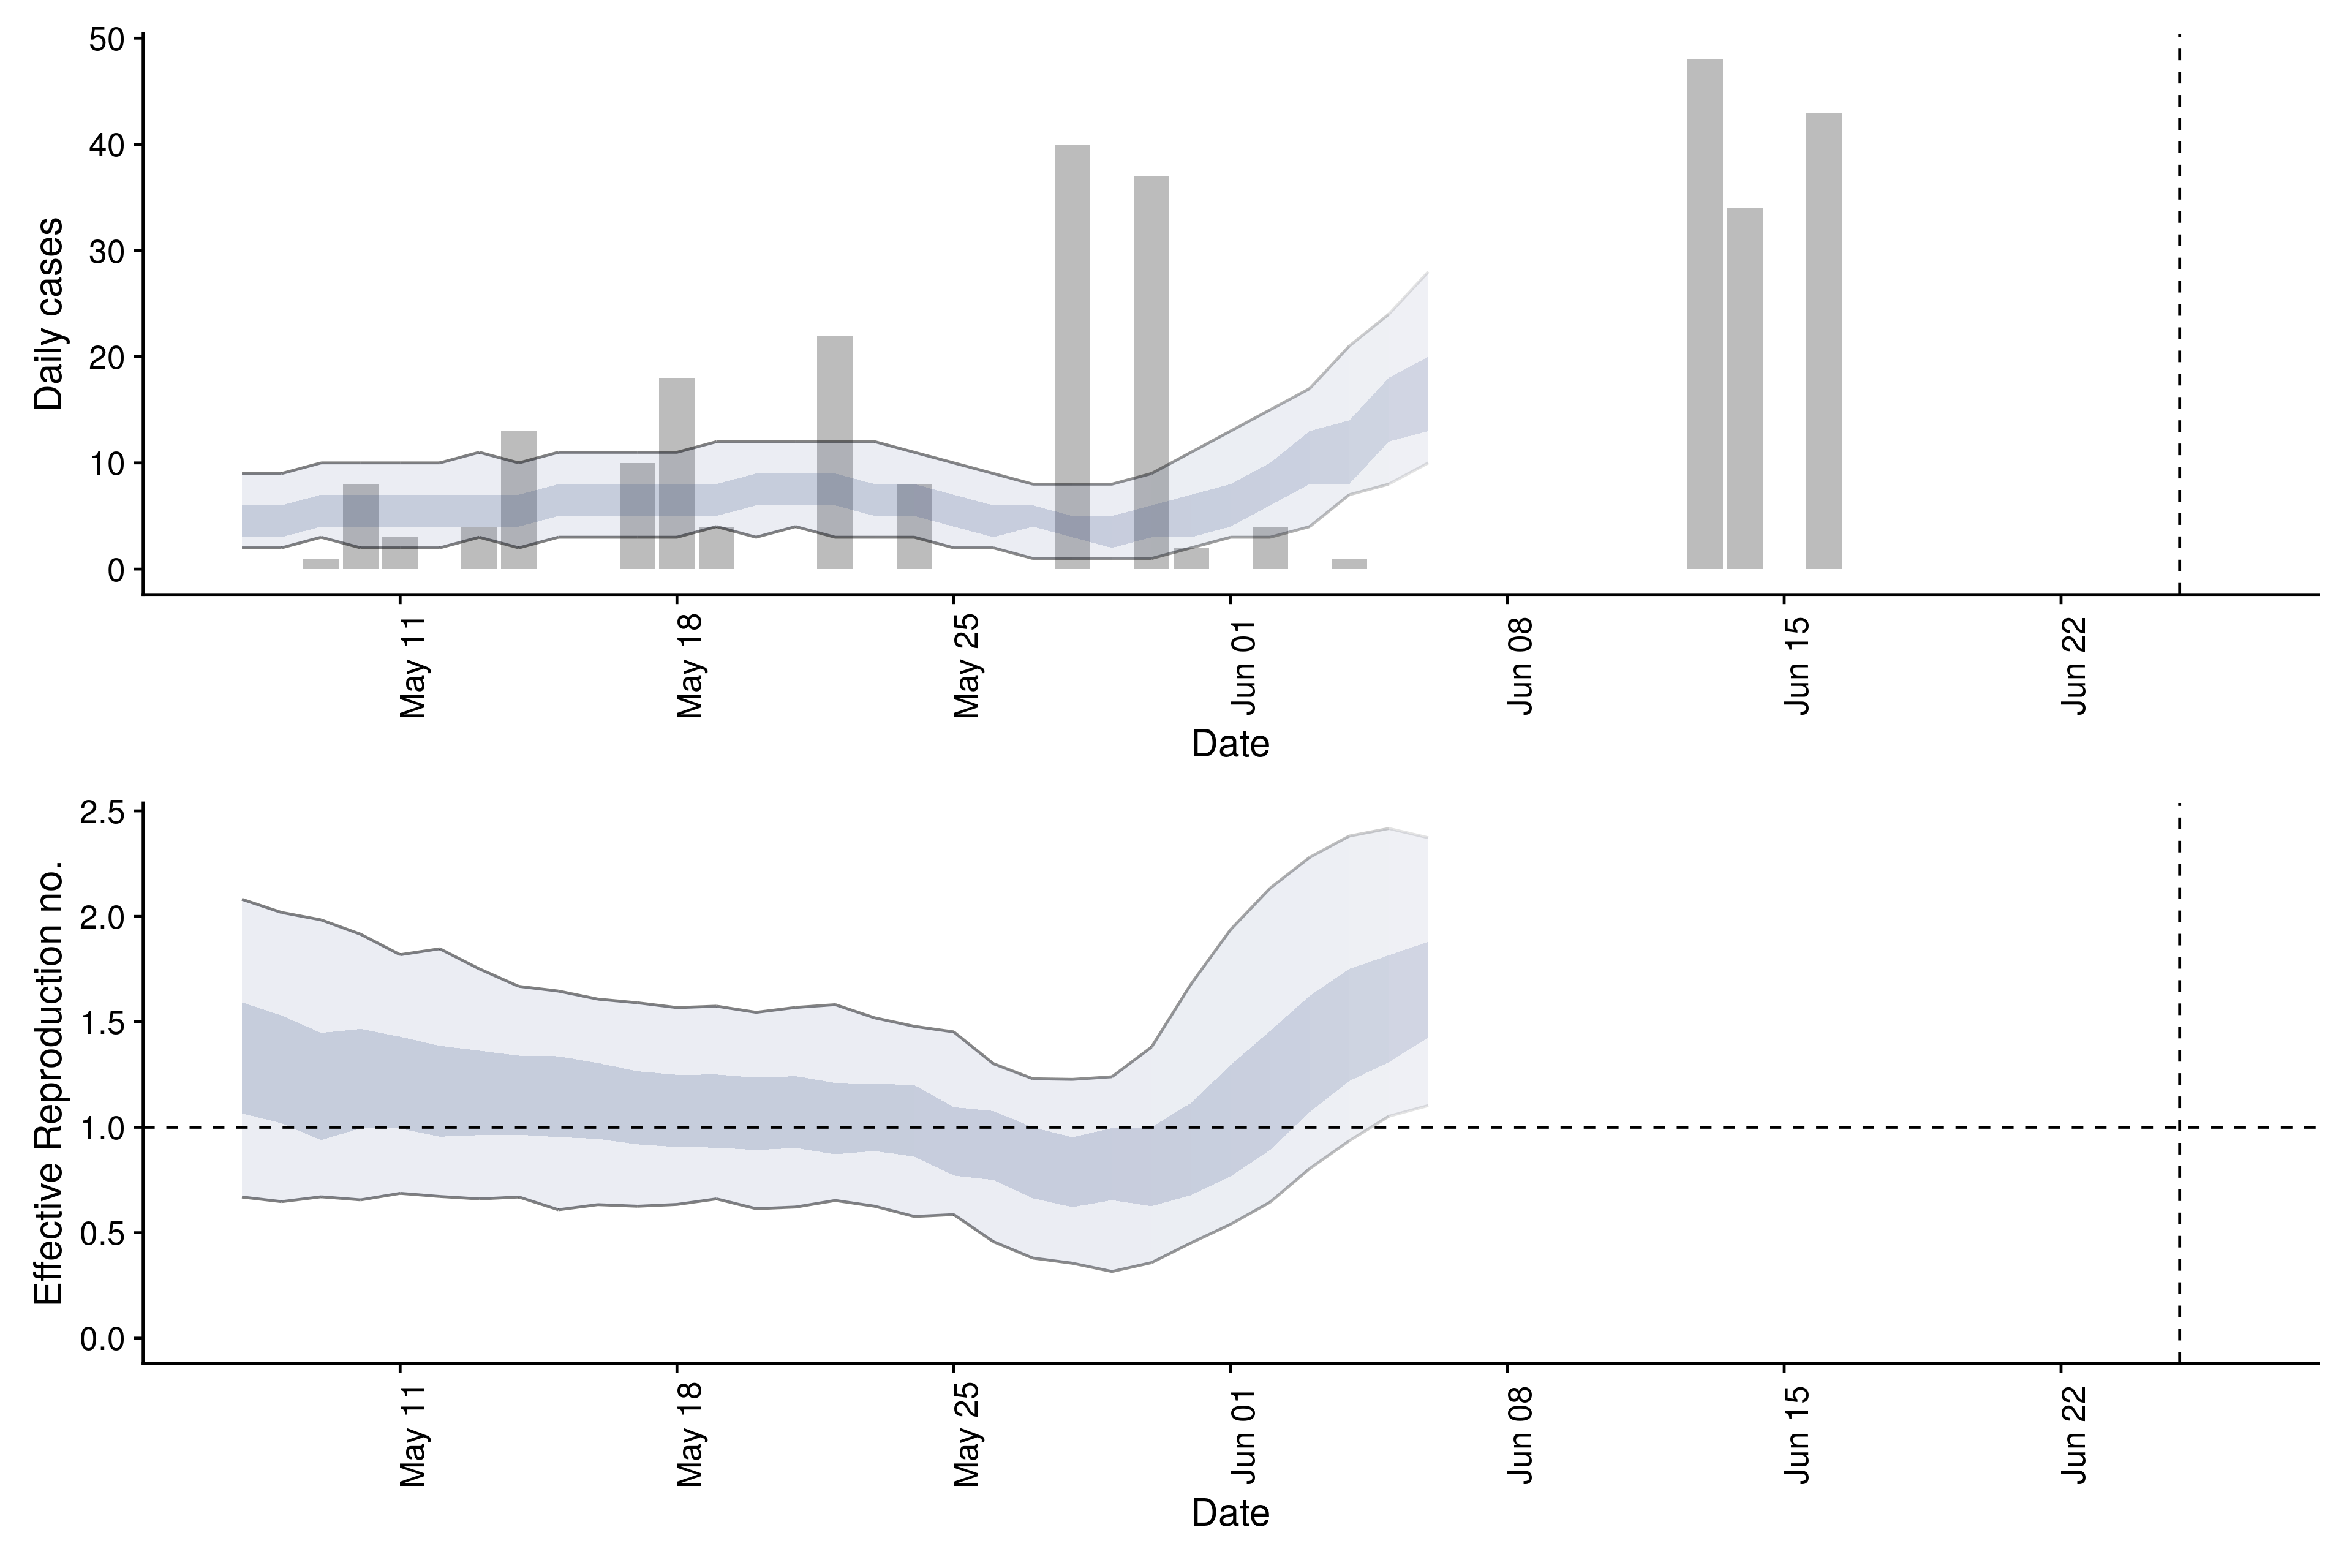 50
40
30
20
10
0
Daily cases
May 11
May 18
May 25
Jun 01
Jun 08
Jun 15
Jun 22
Date
2.5
2.0
1.5
1.0
0.5
0.0
Effective Reproduction no.
May 11
May 18
May 25
Jun 01
Jun 08
Jun 15
Jun 22
Date